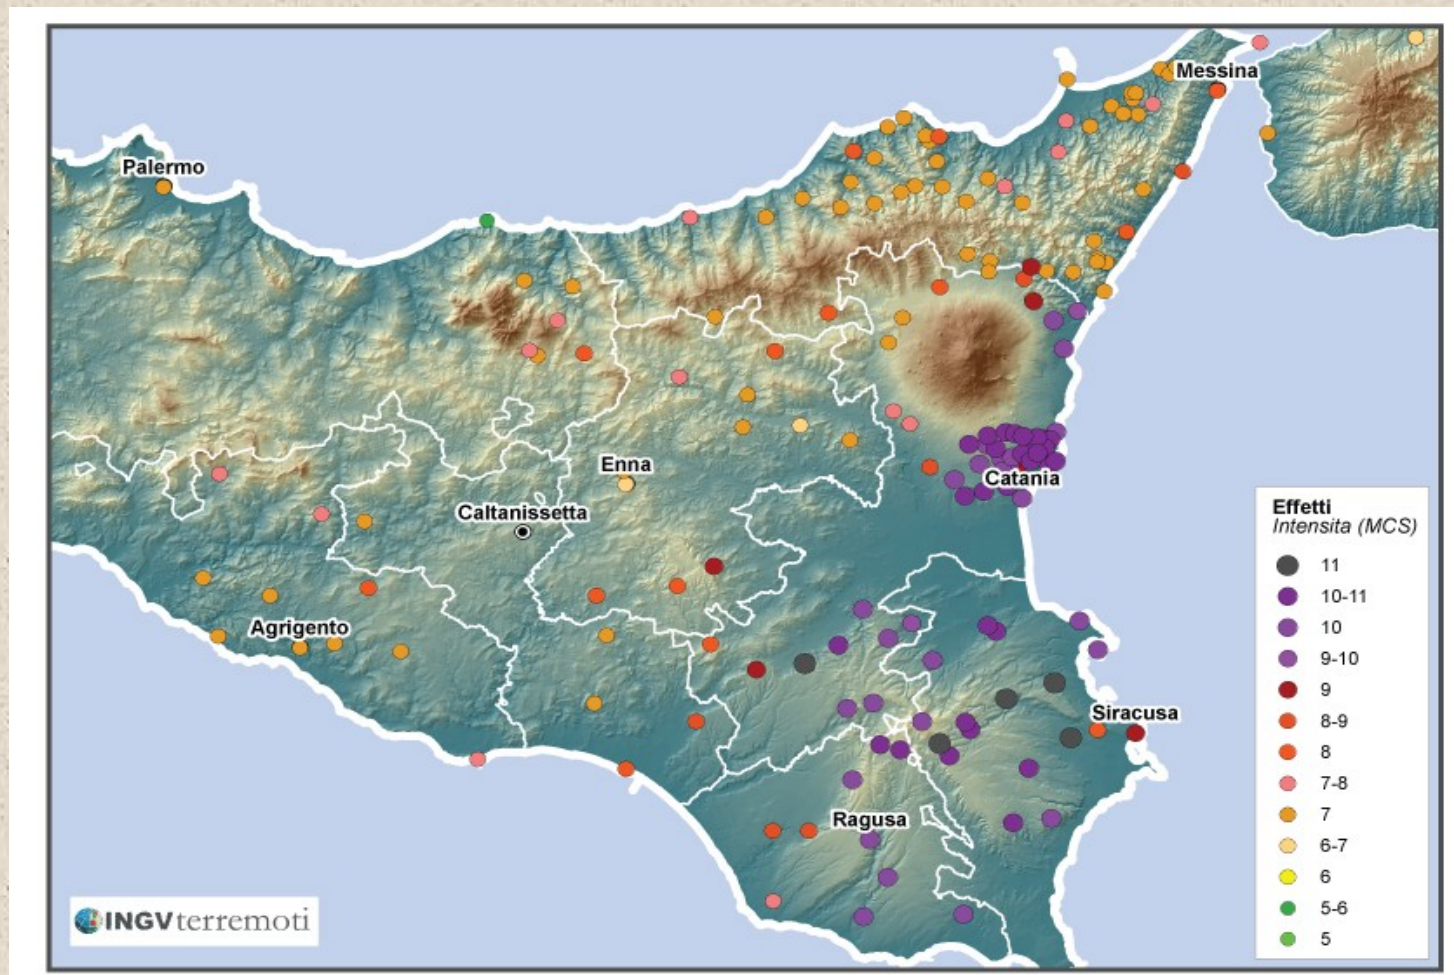 Messina
Palermo
Enna
Caltanissetta
Catania
Agrigento
Siracusa
Ragusa
Effetti
Intensita (MCS)
11
10-11
10
9-10
9
8-9
8
7-8
7
6-7
6
5-6
5
INGVterremoti